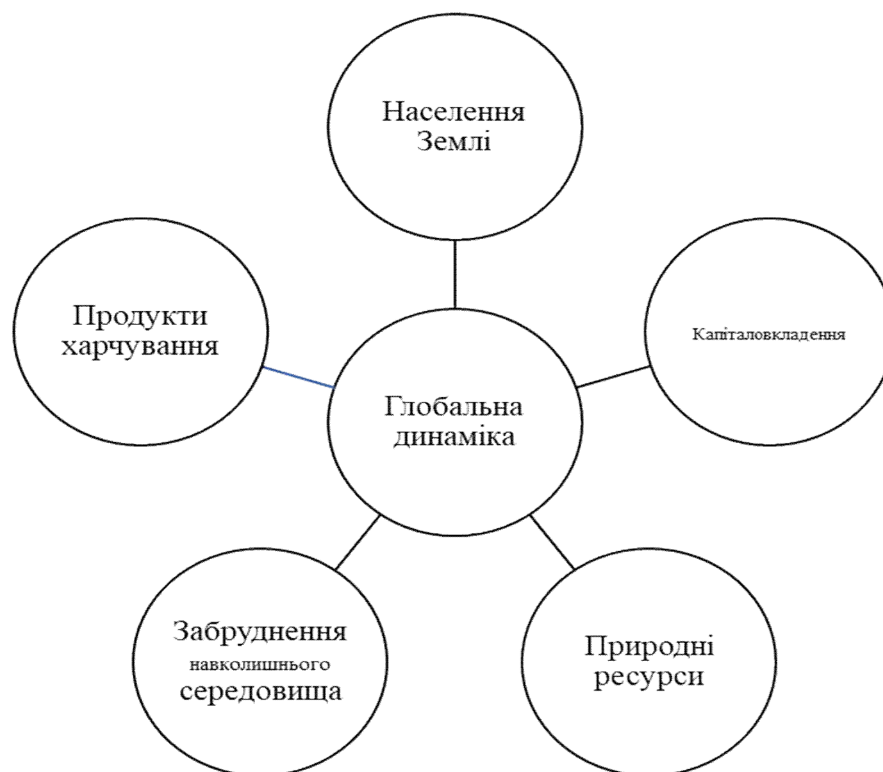 Населення
Землі
Продукти
харчування
Капіталовкладення
Глобальна
динаміка
Забруднення
навколишнього
середовища
Природні
ресурси